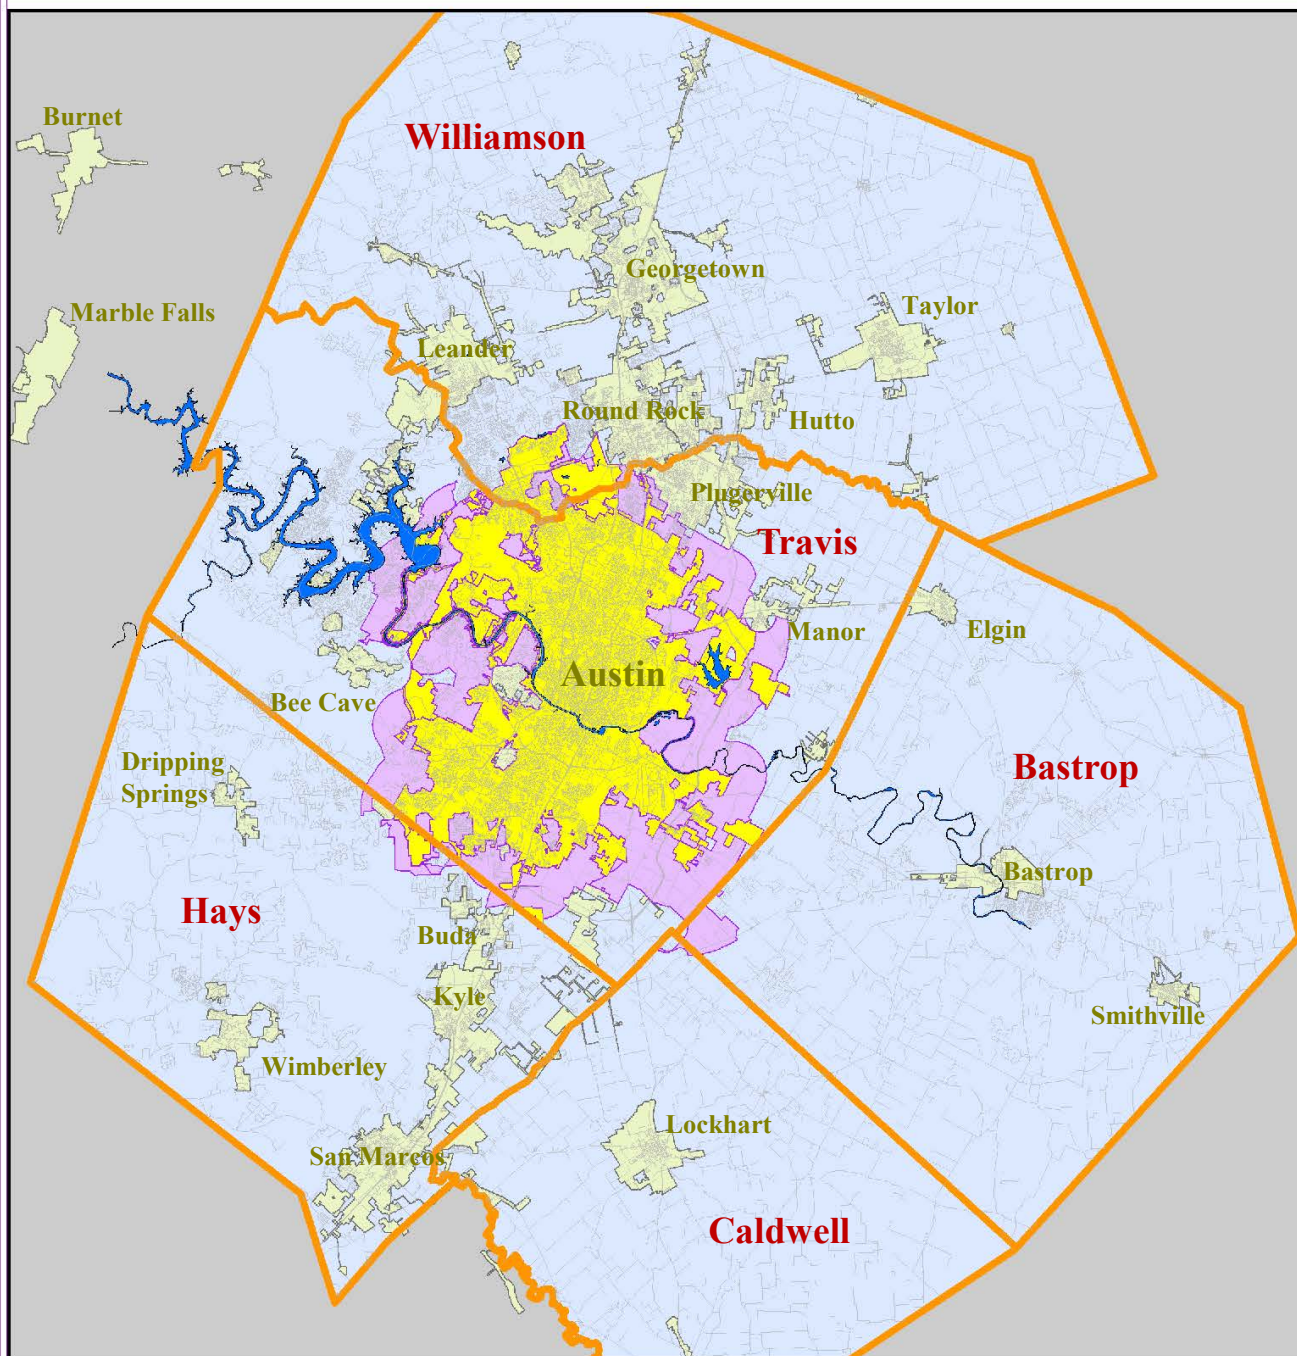 Burnet
Williamson
Georgetown
Marble Falls
Taylor
Leander
Round Rock
Hutto
Plugerville
Travis
Manor
Elgin
Austin
Bee Cave
Dripping
Springs
Bastrop
Bastrop
Hays
Buda
Kyle
Smithville
Wimberley
Lockhart
San Marcos
Caldwell